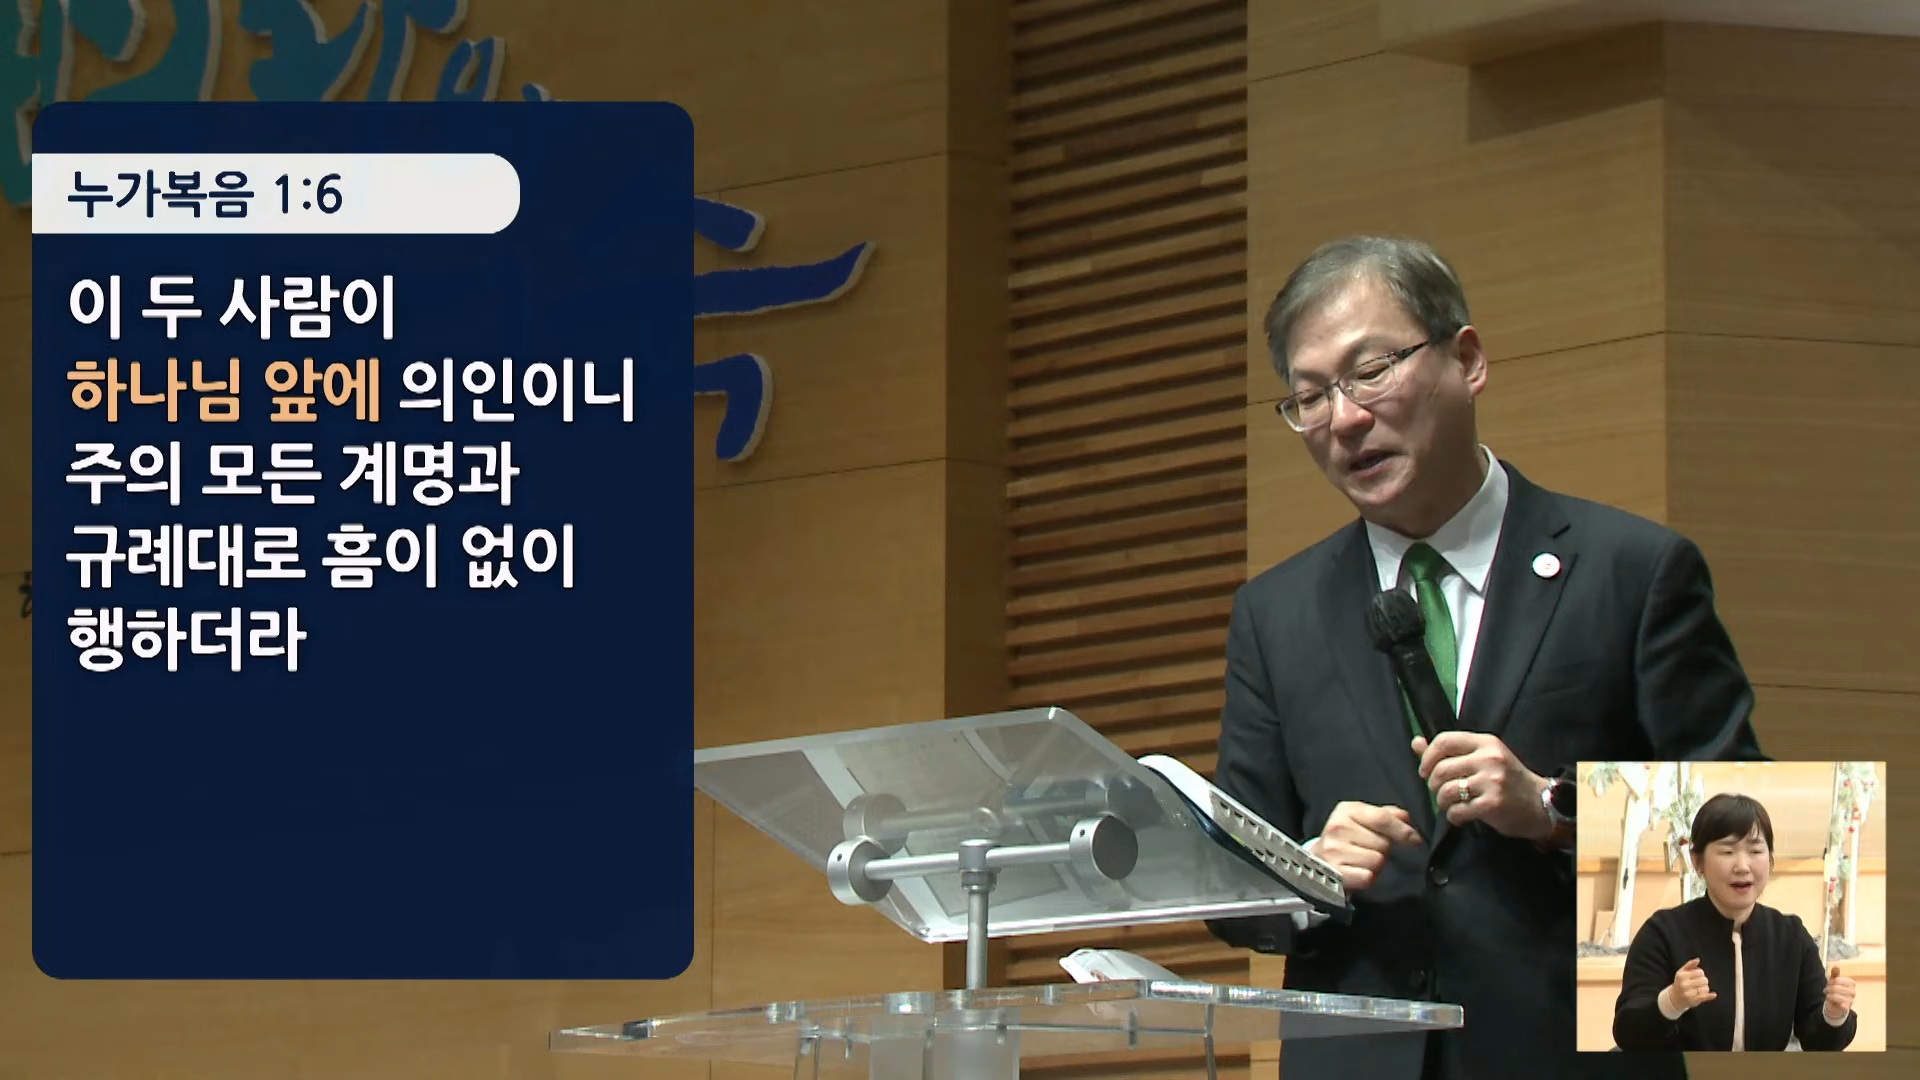 누가복음 1:6
이 두 사람이
하나님 앞에 의인이니
주의 모든 계명과
규례대로 흠이 없이
행하더라